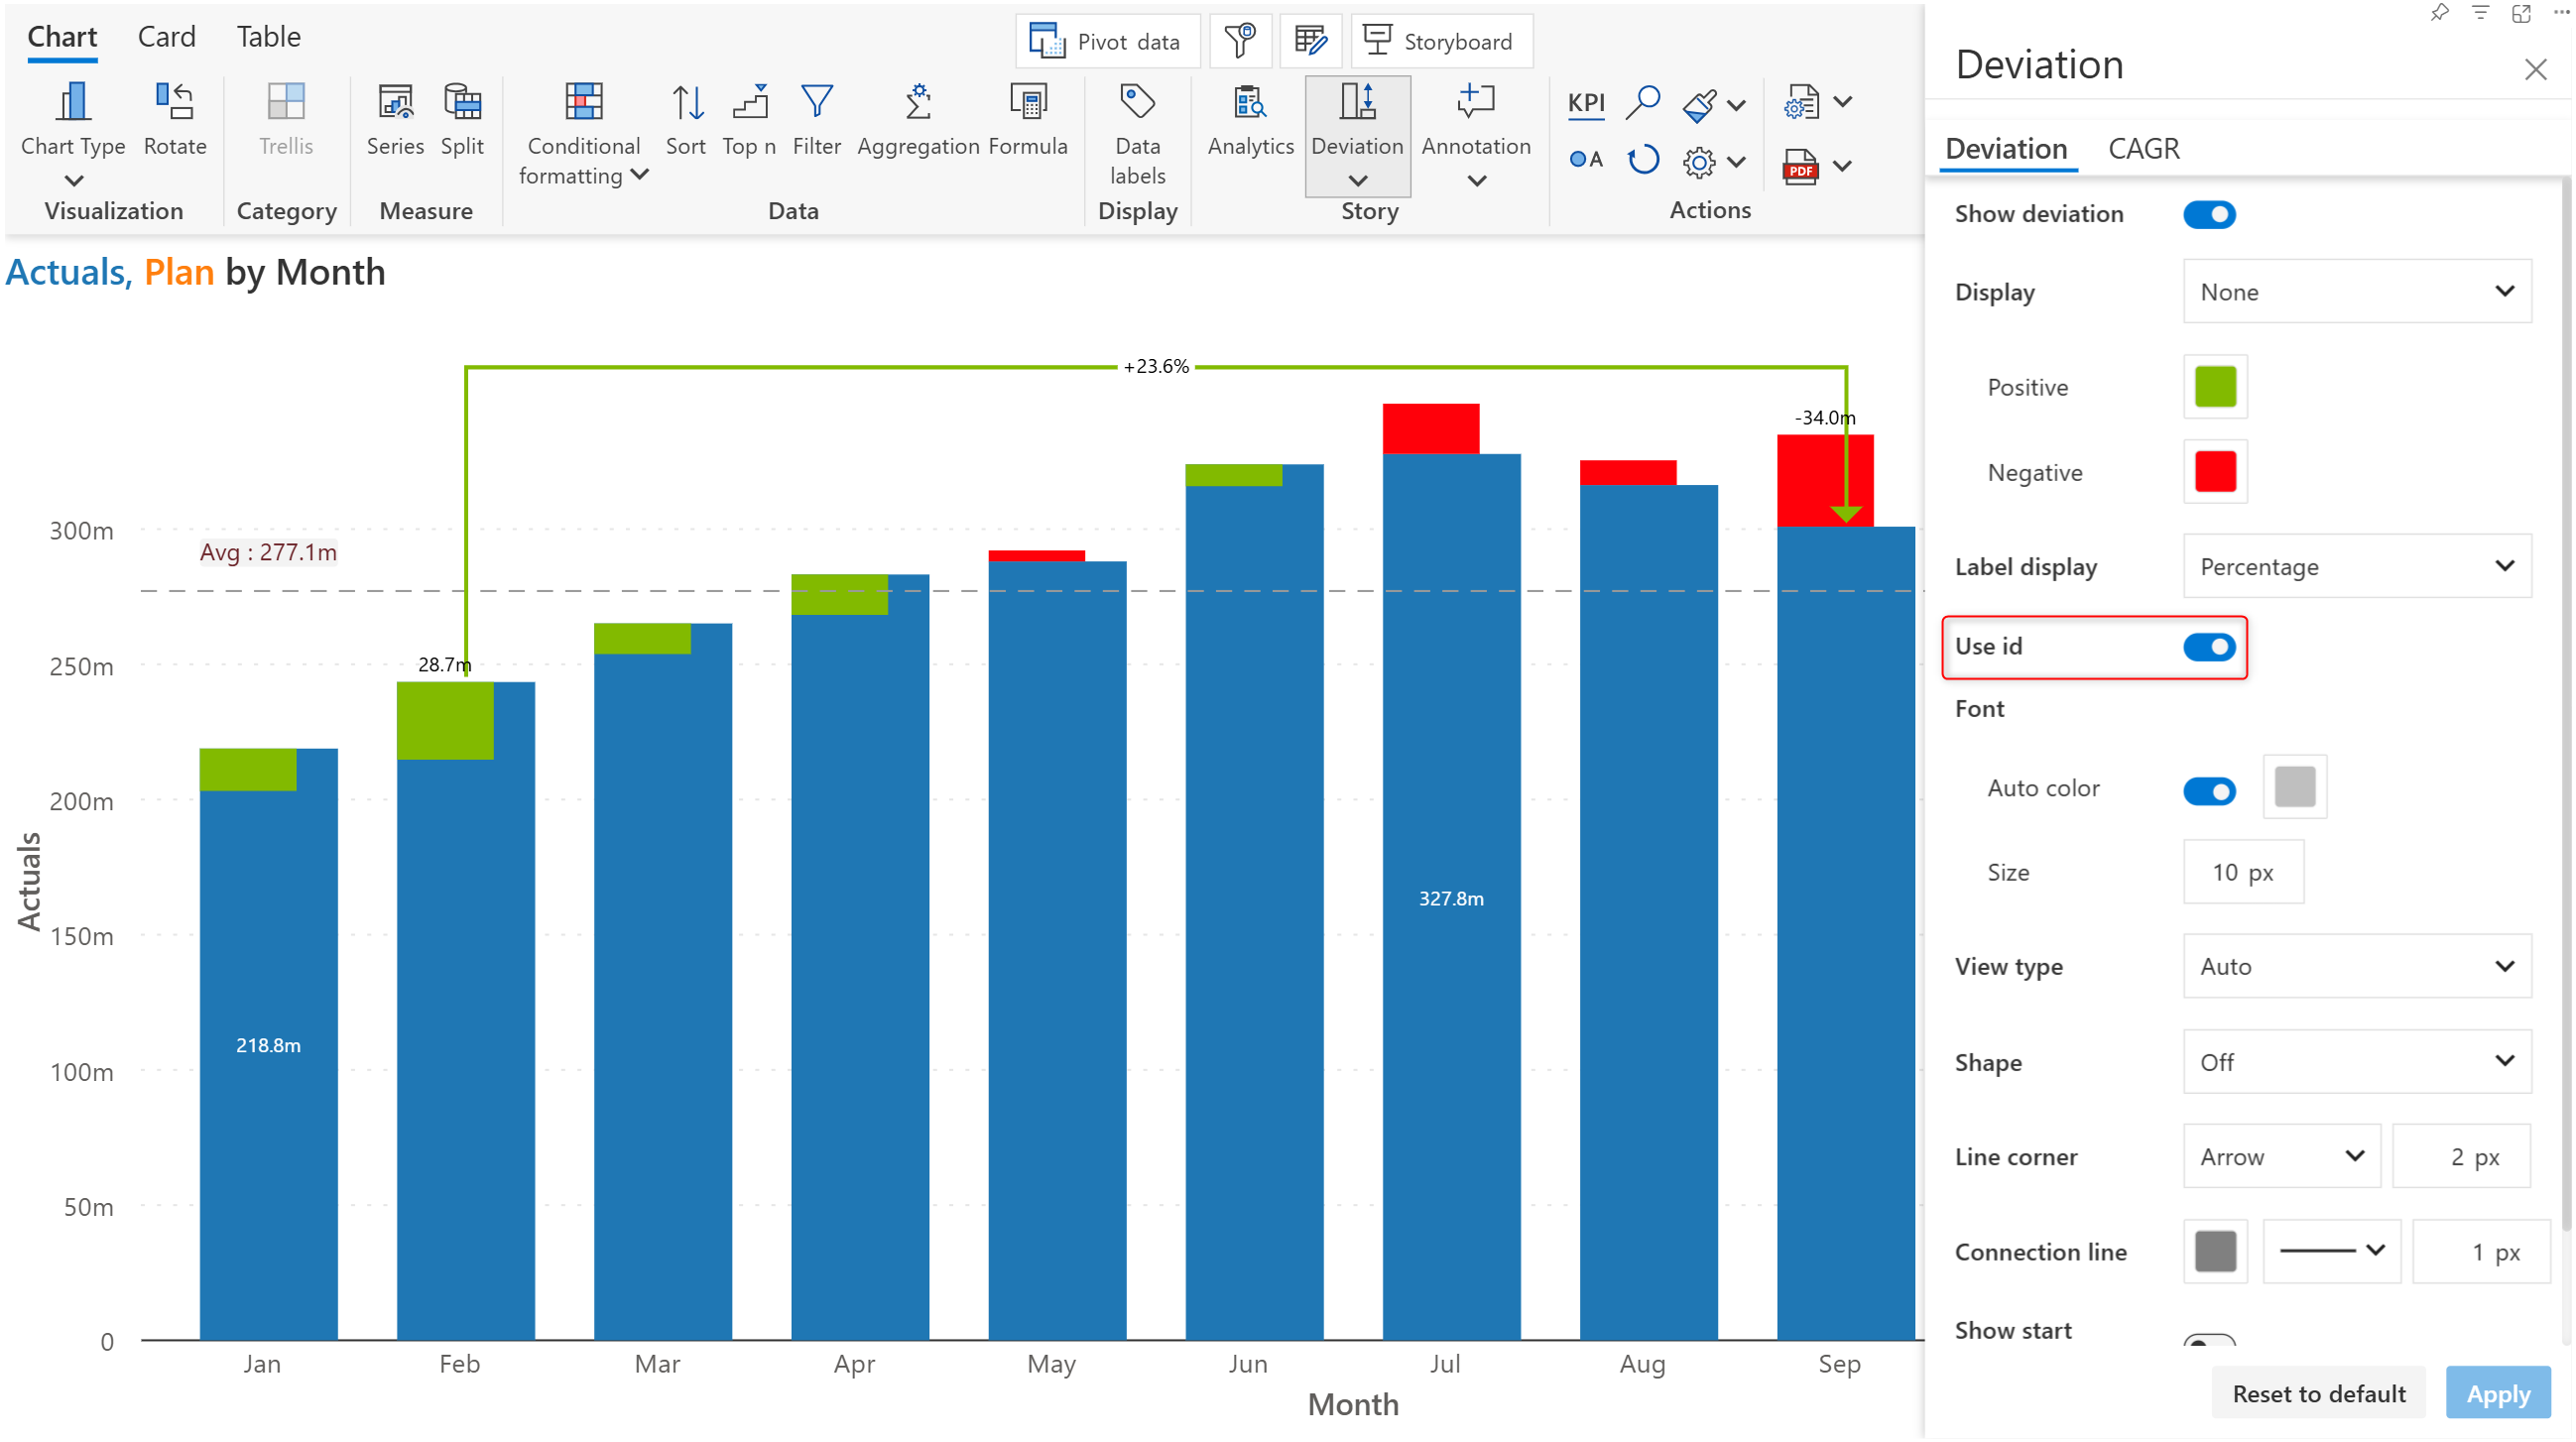 Chart Card Table
Pivot data
Storyboard
Chart Type
Rotate
Trellis
Series
Split
Conditional
formatting
Sort
Top n
Filter
Aggregation
Formula
Data
labels
Analytics
Deviation
Annotation
KPI
A
PDF
Visualization
Category
Measure
Data
Display
Story
Actions
Actuals, Plan by Month
+23.6%
-34.0m
300m
Avg : 277.1m
28.7m
250m
200m
150m
100m
50m
0
Actuals
327.8m
218.8m
Jan Feb Mar Apr May Jun Jul Aug Sep
Month
Deviation
Deviation CAGR
Show deviation
Display None
Positive
Negative
Label display Percentage
Use id
Font
Auto color
Size 10 px
View type Auto
Shape Off
Line corner Arrow 2 px
Connection line 1 px
Show start
Reset to default Apply